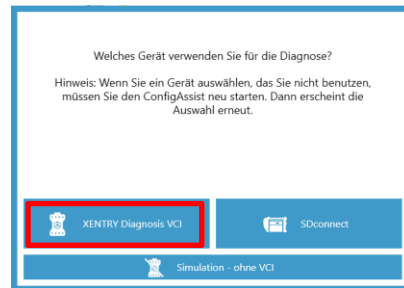 Welches Gerät verwenden Sie für die Diagnose?
Hinweis: Wenn Sie ein Gerät auswählen, das Sie nicht benutzen,
müssen Sie den ConfigAssist neu starten. Dann erscheint die
Auswahl erneut.
XENTRY Diagnosis VCI
SDconnect
Simulation - ohne VCI